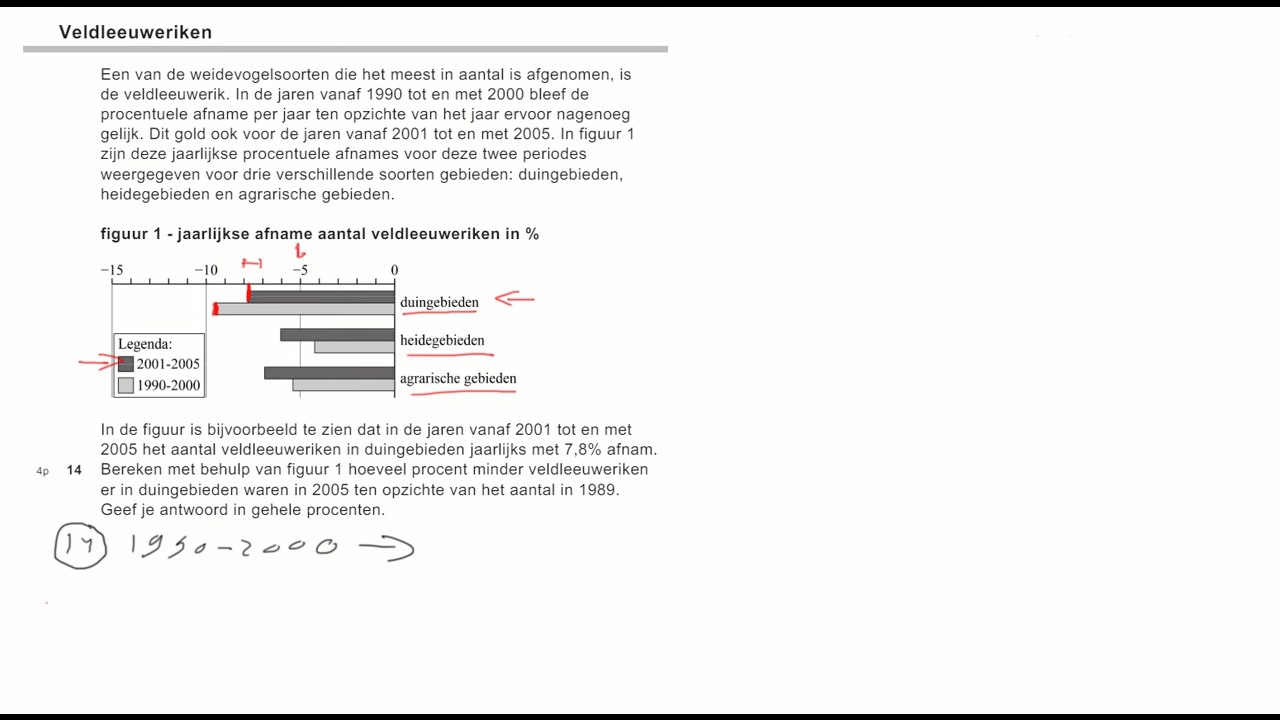 Veldleeuweriken
Een van de weidevogelsoorten die het meest in aantal is afgenomen, is
de veldleeuwerik. In de jaren vanaf 1990 tot en met 2000 bleef de
procentuele afname per jaar ten opzichte van het jaar ervoor nagenoeg
gelijk. Dit gold ook voor de jaren vanaf 2001 tot en met 2005. In figuur 1
zijn deze jaarlijkse procentuele afnames voor deze twee periodes
weergegeven voor drie verschillende soorten gebieden: duingebieden,
heidegebieden en agrarische gebieden.
figuur 1 - jaarlijkse afname aantal veldleeuweriken in %
−15 −10 −5 0
duingebieden
heidegebieden
agrarische gebieden
Legenda:
2001-2005
1990-2000
In de figuur is bijvoorbeeld te zien dat in de jaren vanaf 2001 tot en met
2005 het aantal veldleeuweriken in duingebieden jaarlijks met 7,8% afnam.
4p 14 Bereken met behulp van figuur 1 hoeveel procent minder veldleeuweriken
er in duingebieden waren in 2005 ten opzichte van het aantal in 1989.
Geef je antwoord in gehele procenten.
14 1990-2000 →